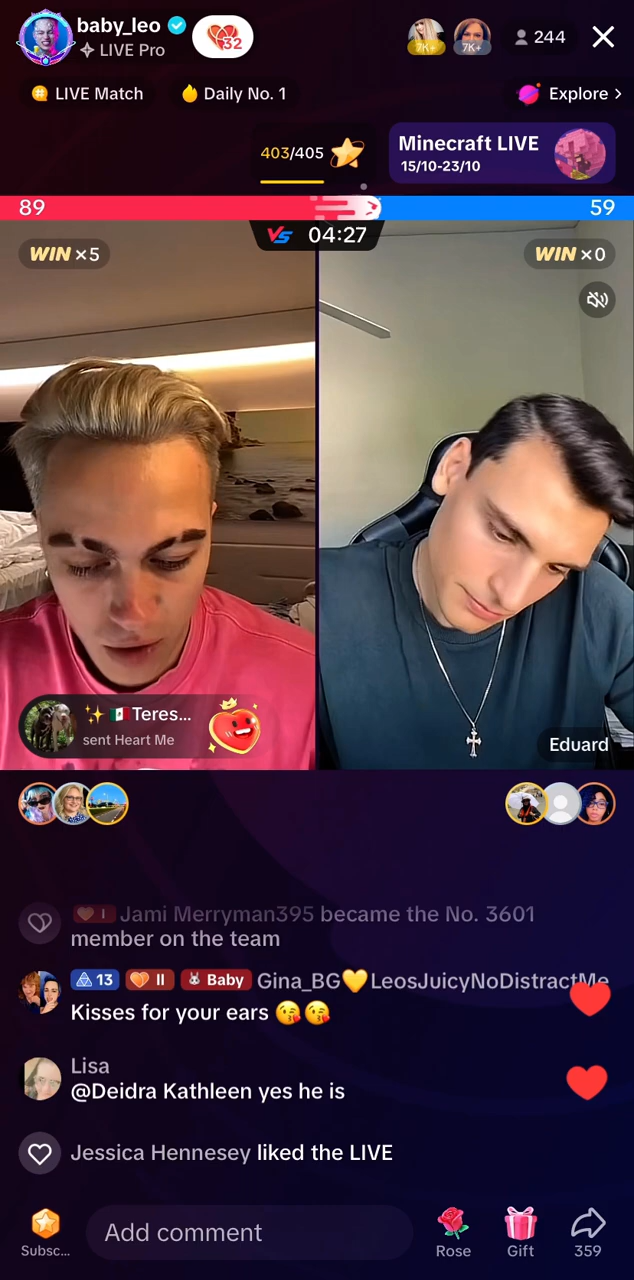 baby_leo
LIVE Pro
32
7K+
7K+
244
LIVE Match
Daily No. 1
Explore >
403/405
Minecraft LIVE
15/10-23/10
89
59
VS 04:27
WIN ×5
WIN ×0
✨🇲🇽Teres...
sent Heart Me
Eduard
I Jami Merryman395 became the No. 3601
member on the team
13 II Baby Gina_BG💛LeosJuicyNoDistractMe
Kisses for your ears 😘😘
Lisa
@Deidra Kathleen yes he is
Jessica Hennesey liked the LIVE
Subsc...
Add comment
Rose
Gift
359